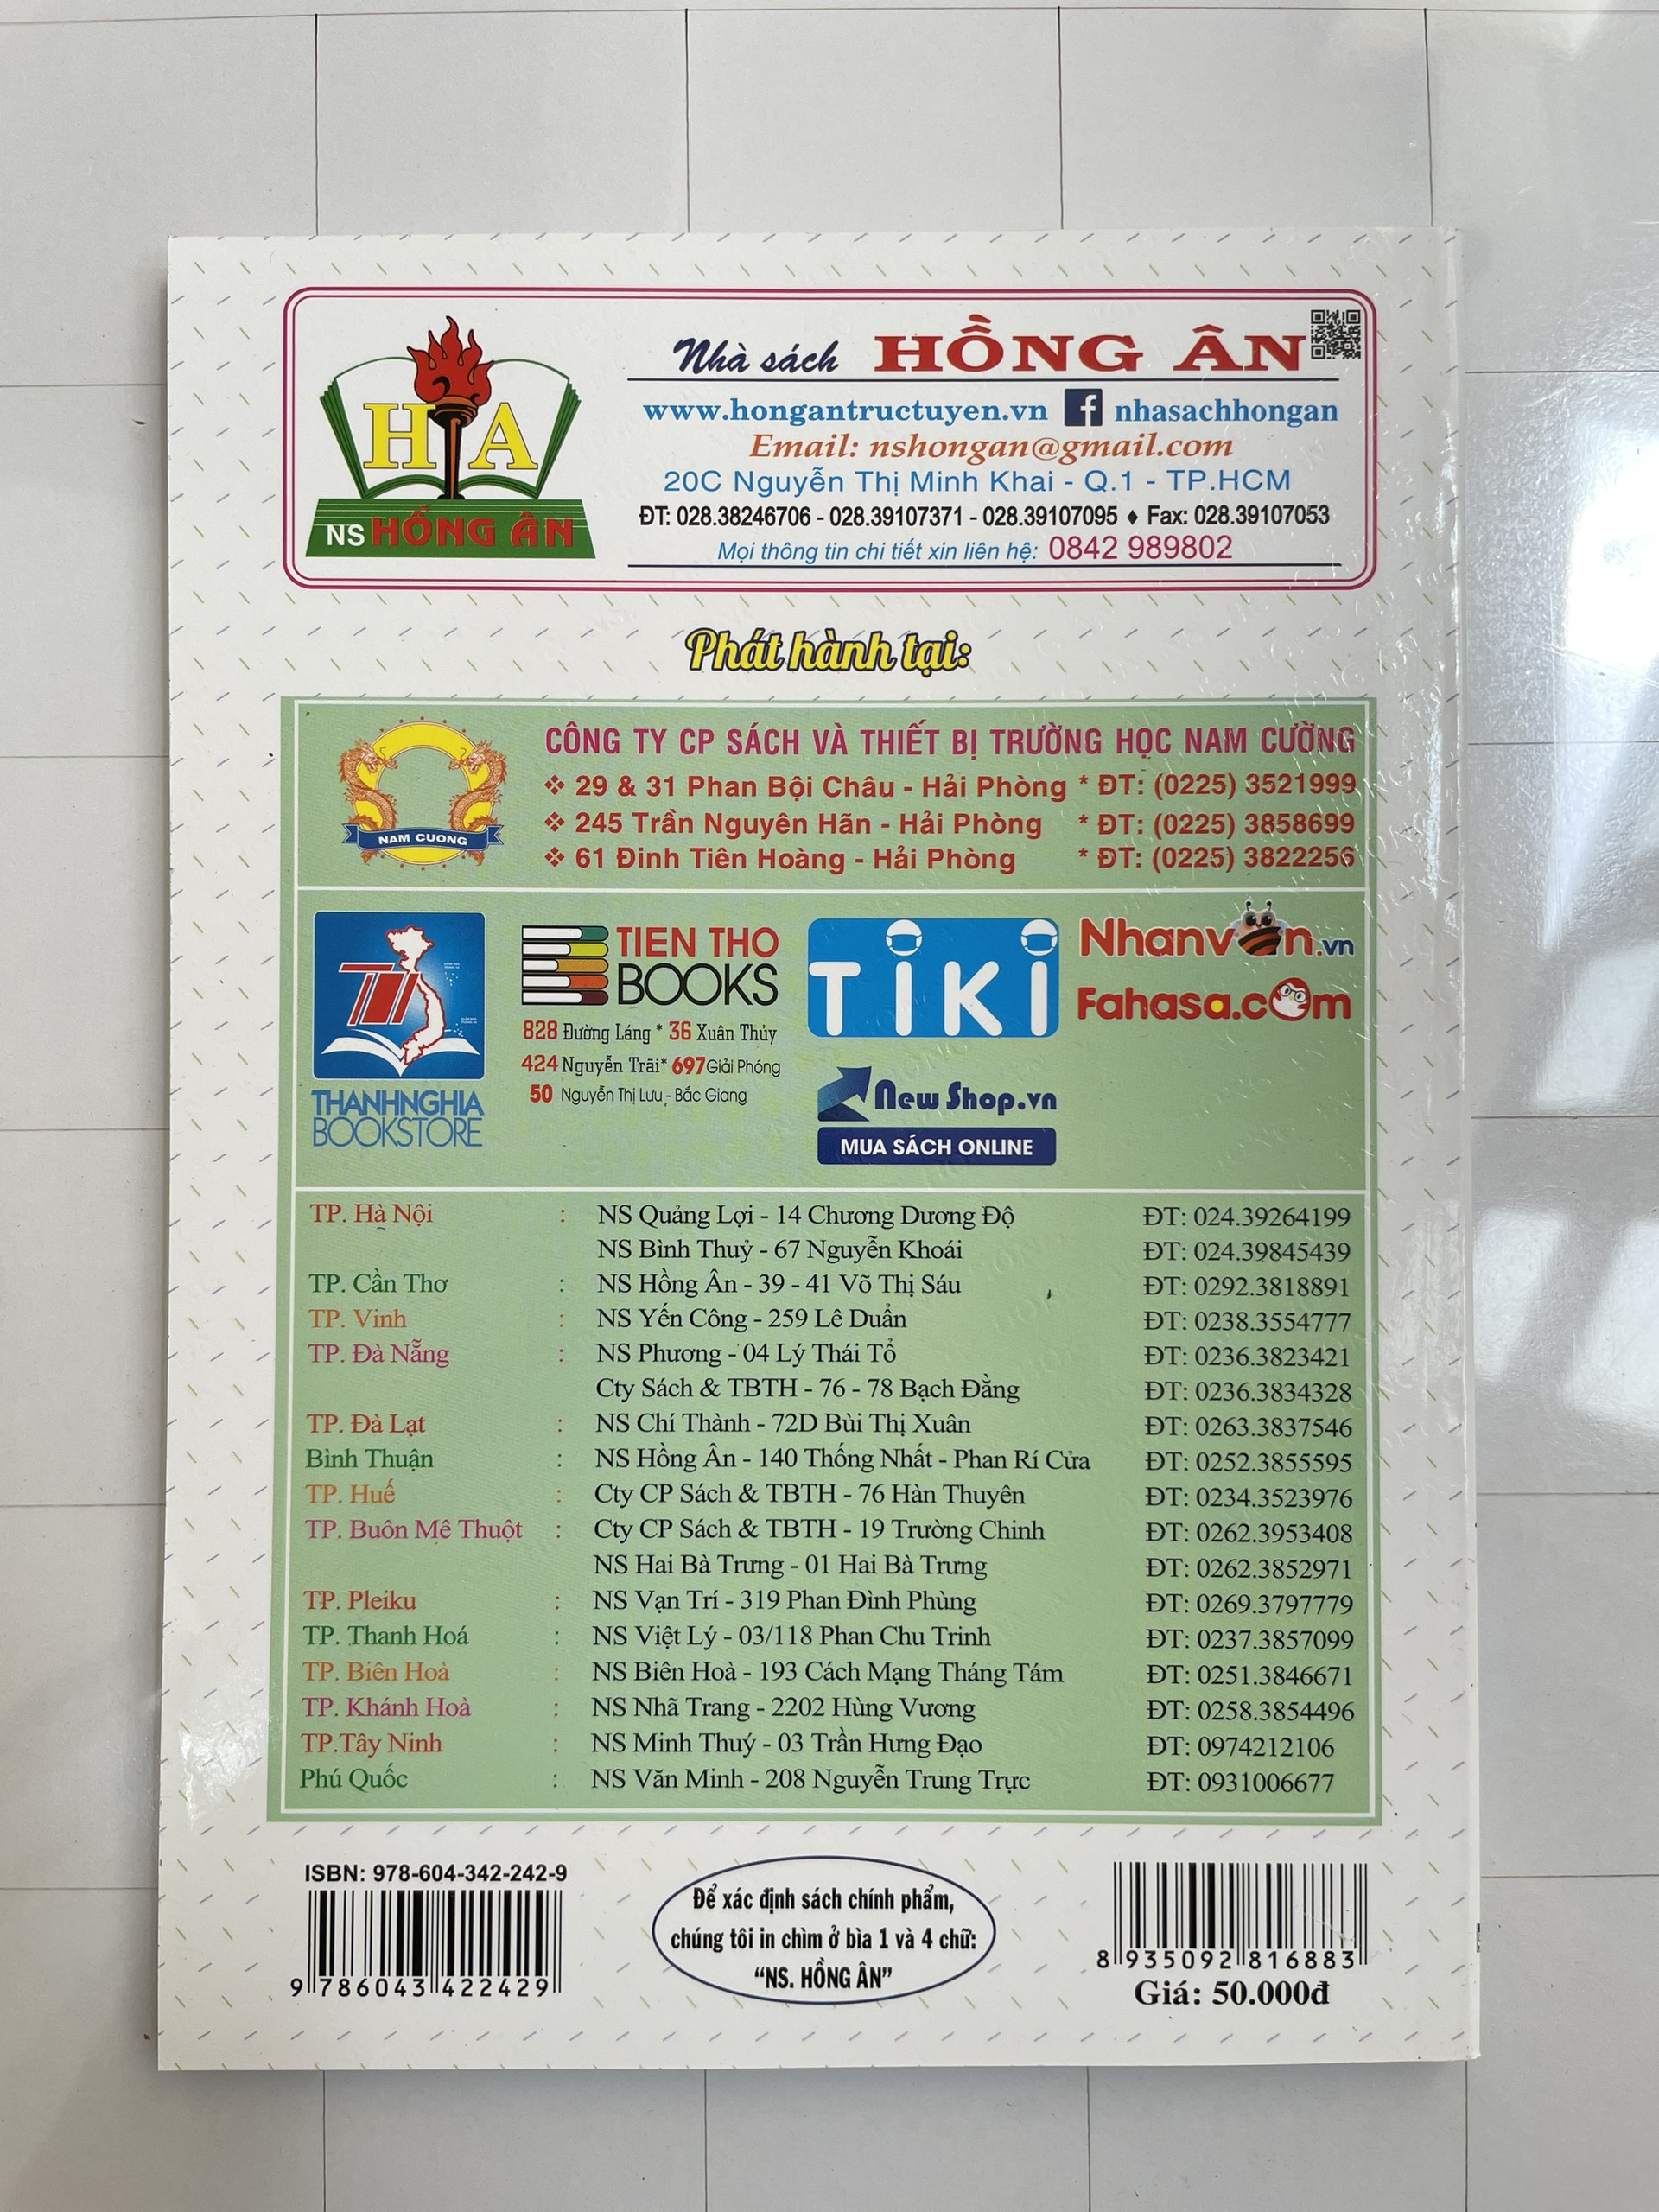 Nhà sách HỒNG ÂN
H A
NS HỒNG ÂN
www.hongantructuyen.vn f nhasachhongan
Email: nshongan@gmail.com
20C Nguyễn Thị Minh Khai - Q.1 - TP.HCM
ĐT: 028.38246706 - 028.39107371 - 028.39107095 ♦ Fax: 028.39107053
Mọi thông tin chi tiết xin liên hệ: 0842 989802
Phát hành tại:
NAM CUONG
CÔNG TY CP SÁCH VÀ THIẾT BỊ TRƯỜNG HỌC NAM CƯỜNG
❖ 29 & 31 Phan Bội Châu - Hải Phòng * ĐT: (0225) 3521999
❖ 245 Trần Nguyên Hãn - Hải Phòng * ĐT: (0225) 3858699
❖ 61 Đinh Tiên Hoàng - Hải Phòng * ĐT: (0225) 3822256
THANHNGHIA
BOOKSTORE
TIEN THO
BOOKS
828 Đường Láng * 36 Xuân Thủy
424 Nguyễn Trãi* 697 Giải Phóng
50 Nguyễn Thị Lưu - Bắc Giang
TiKi
New Shop.vn
MUA SÁCH ONLINE
Nhanvăn.vn
Fahasa.com
TP. Hà Nội : NS Quảng Lợi - 14 Chương Dương Độ ĐT: 024.39264199
NS Bình Thuỷ - 67 Nguyễn Khoái ĐT: 024.39845439
TP. Cần Thơ : NS Hồng Ân - 39 - 41 Võ Thị Sáu ĐT: 0292.3818891
TP. Vinh : NS Yến Công - 259 Lê Duẩn ĐT: 0238.3554777
TP. Đà Nẵng : NS Phương - 04 Lý Thái Tổ ĐT: 0236.3823421
Cty Sách & TBTH - 76 - 78 Bạch Đằng ĐT: 0236.3834328
TP. Đà Lạt : NS Chí Thành - 72D Bùi Thị Xuân ĐT: 0263.3837546
Bình Thuận : NS Hồng Ân - 140 Thống Nhất - Phan Rí Cửa ĐT: 0252.3855595
TP. Huế : Cty CP Sách & TBTH - 76 Hàn Thuyên ĐT: 0234.3523976
TP. Buôn Mê Thuột : Cty CP Sách & TBTH - 19 Trường Chinh ĐT: 0262.3953408
NS Hai Bà Trưng - 01 Hai Bà Trưng ĐT: 0262.3852971
TP. Pleiku : NS Vạn Trí - 319 Phan Đình Phùng ĐT: 0269.3797779
TP. Thanh Hoá : NS Việt Lý - 03/118 Phan Chu Trinh ĐT: 0237.3857099
TP. Biên Hoà : NS Biên Hoà - 193 Cách Mạng Tháng Tám ĐT: 0251.3846671
TP. Khánh Hoà : NS Nhã Trang - 2202 Hùng Vương ĐT: 0258.3854496
TP.Tây Ninh : NS Minh Thuý - 03 Trần Hưng Đạo ĐT: 0974212106
Phú Quốc : NS Văn Minh - 208 Nguyễn Trung Trực ĐT: 0931006677
ISBN: 978-604-342-242-9
9 786043 422429
Để xác định sách chính phẩm,
chúng tôi in chìm ở bìa 1 và 4 chữ:
“NS. HỒNG ÂN”
8 935092 816883
Giá: 50.000đ